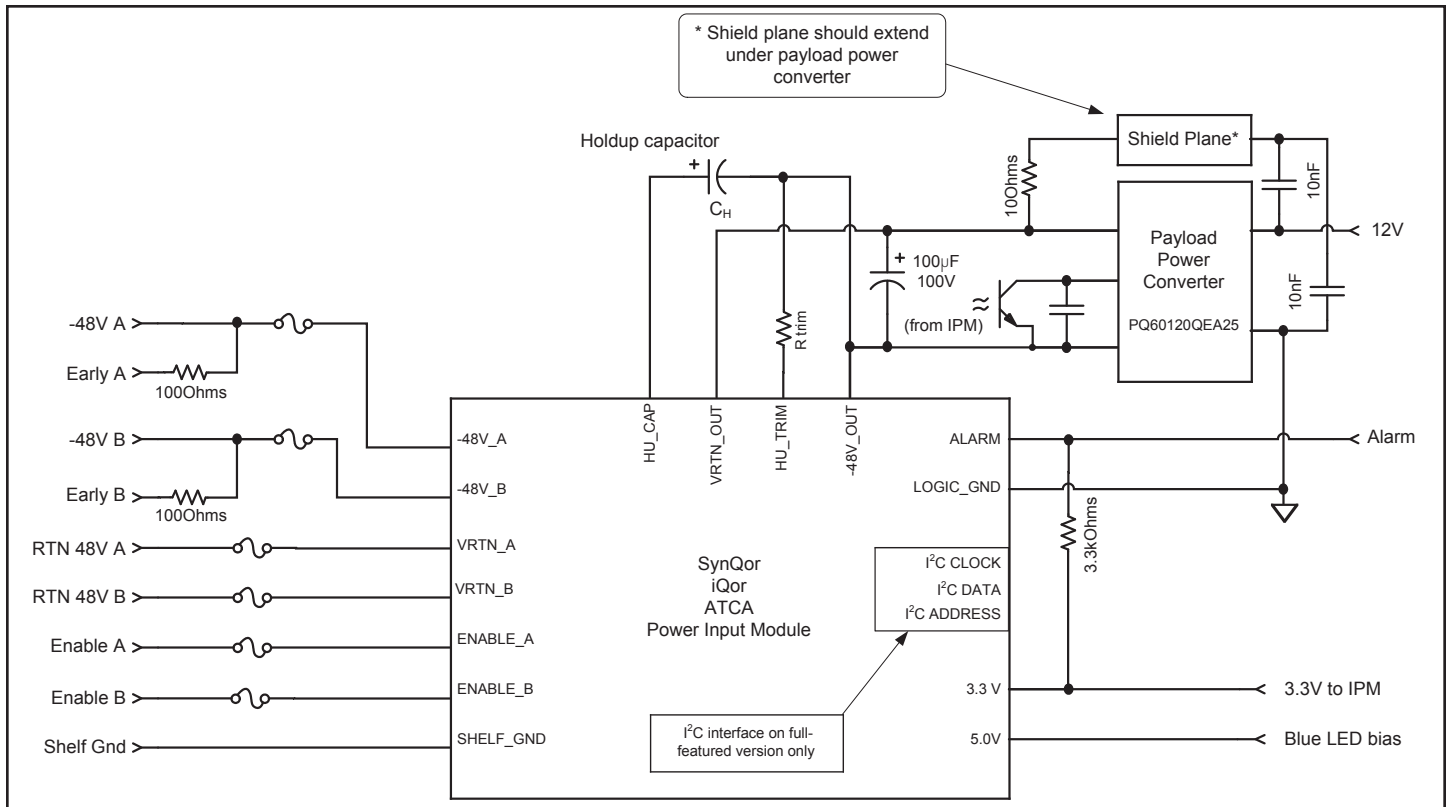 * Shield plane should extend
under payload power
converter
Holdup capacitor
+
CH
Shield Plane*
10Ohms
10nF
12V
Payload
Power
Converter
PQ60120QEA25
10nF
+ 100μF
100V
≈
(from IPM)
R trim
-48V A
Early A
100Ohms
-48V B
Early B
100Ohms
RTN 48V A
RTN 48V B
Enable A
Enable B
Shelf Gnd
HU_CAP
VRTN_OUT
HU_TRIM
-48V_OUT
-48V_A
-48V_B
VRTN_A
VRTN_B
ENABLE_A
ENABLE_B
SHELF_GND
SynQor
iQor
ATCA
Power Input Module
ALARM
LOGIC_GND
I²C CLOCK
I²C DATA
I²C ADDRESS
3.3 V
5.0V
I²C interface on full-
featured version only
3.3kOhms
Alarm
3.3V to IPM
Blue LED bias